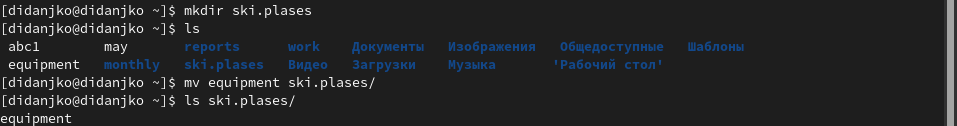 [didanjko@didanjko ~]$ mkdir ski.plases
[didanjko@didanjko ~]$ ls
abc1 may reports work Документы Изображения Общедоступные Шаблоны
equipment monthly ski.plases Видео Загрузки Музыка 'Рабочий стол'
[didanjko@didanjko ~]$ mv equipment ski.plases/
[didanjko@didanjko ~]$ ls ski.plases/
equipment